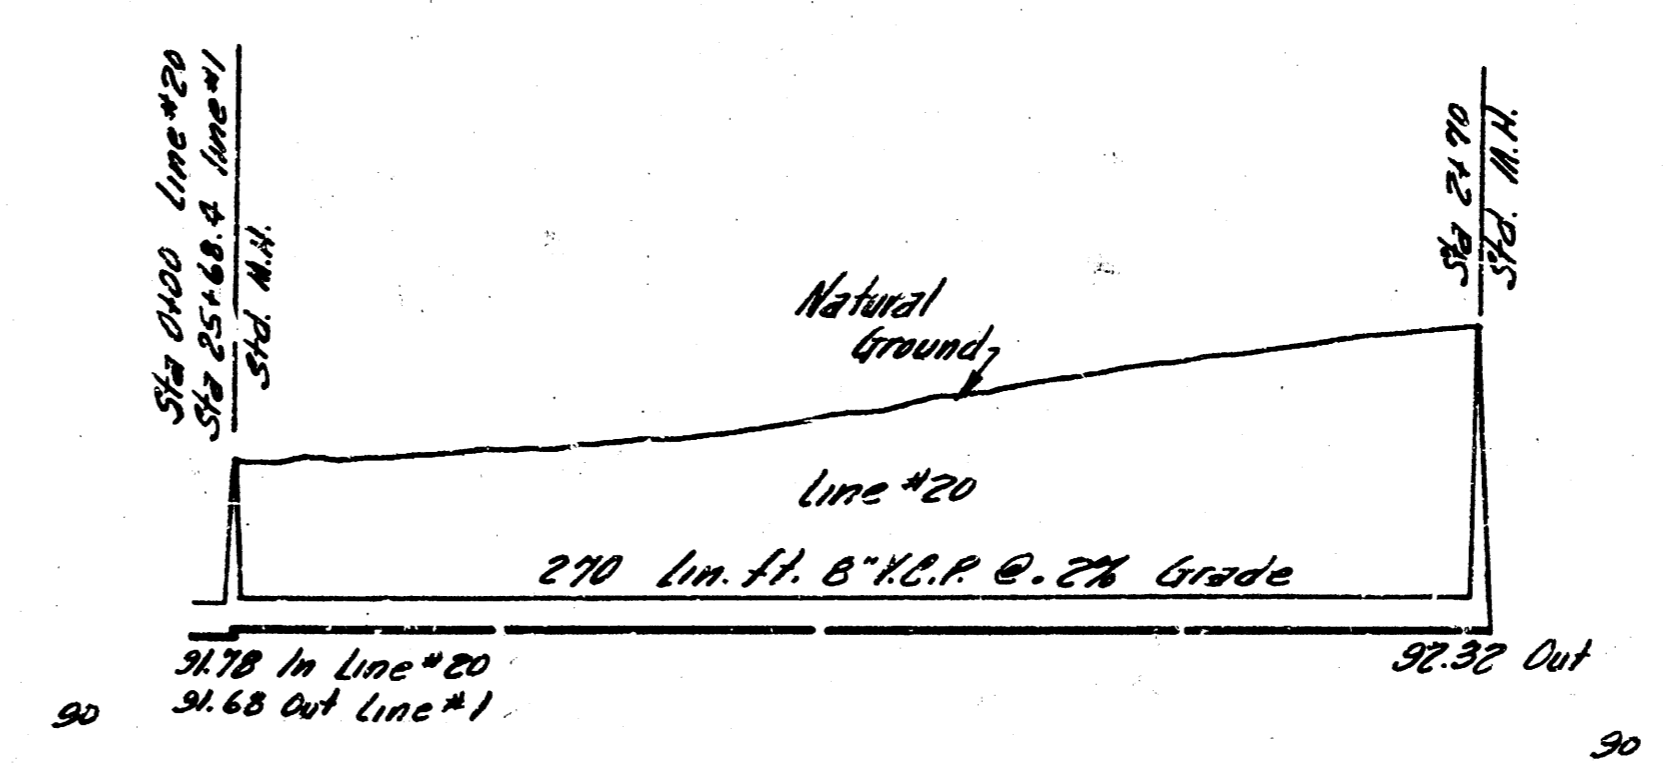 Sta 0+00 Line #20
Sta 25+68.4 Line #1
Std. M.H.
Sta 2+70
Std. M.H.
Natural
Ground
Line #20
270 Lin. ft. 8" V.C.P. @ .2% Grade
91.78 In Line #20
91.68 Out Line #1
92.32 Out
90
90